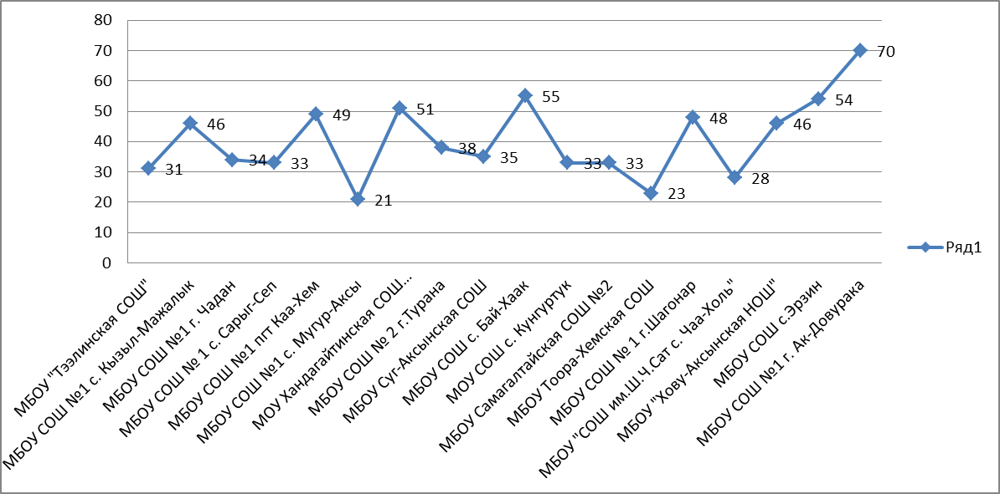 80
70
60
50
40
30
20
10
0
31
46
34
33
49
21
51
38
35
55
33
33
23
48
28
46
54
70
Ряд1
МБОУ "Тээлинская СОШ"
МБОУ СОШ №1 с. Кызыл-Мажалык
МБОУ СОШ №1 г. Чадан
МБОУ СОШ № 1 с. Сарыг-Сеп
МБОУ СОШ №1 пгт Каа-Хем
МБОУ СОШ №1 с. Мугур-Аксы
МОУ Хандагайтинская СОШ...
МБОУ СОШ № 2 г.Турана
МБОУ Суг-Аксынская СОШ
МБОУ СОШ с. Бай-Хаак
МОУ СОШ с. Кунгуртук
МБОУ Самагалтайская СОШ №2
МБОУ Тоора-Хемская СОШ
МБОУ СОШ № 1 г.Шагонар
МБОУ "СОШ им.Ш.Ч.Сат с. Чаа-Холь"
МБОУ "Хову-Аксынская НОШ"
МБОУ СОШ с.Эрзин
МБОУ СОШ №1 г. Ак-Довурака